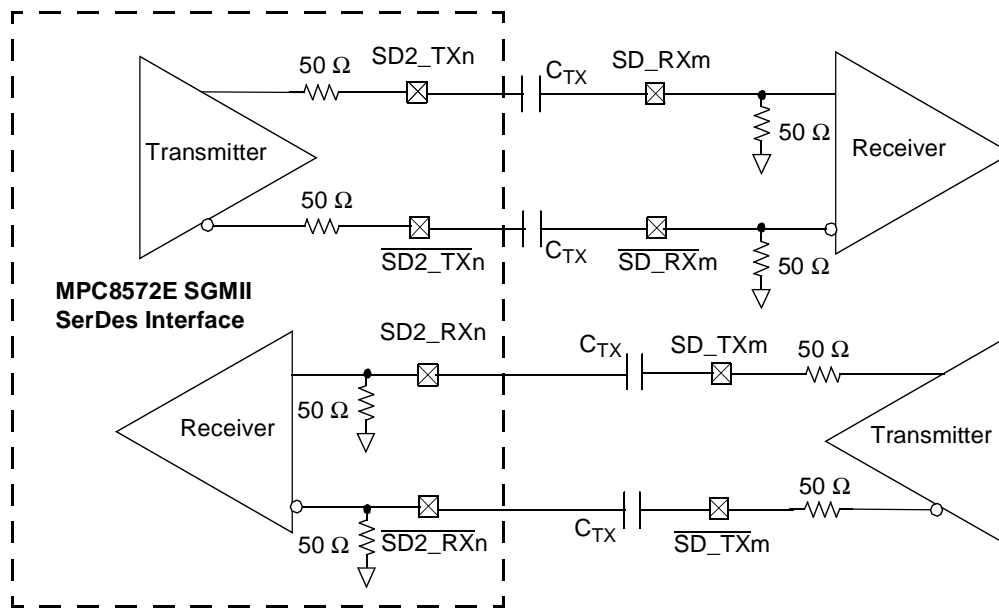 SD2_TXn
50 Ω
C_TX
SD_RXm
Transmitter
50 Ω
Receiver
50 Ω
SD2_TXn
C_TX
SD_RXm
50 Ω
MPC8572E SGMII
SerDes Interface
SD2_RXn
C_TX
SD_TXm
50 Ω
50 Ω
Receiver
Transmitter
50 Ω
50 Ω
SD2_RXn
C_TX
SD_TXm